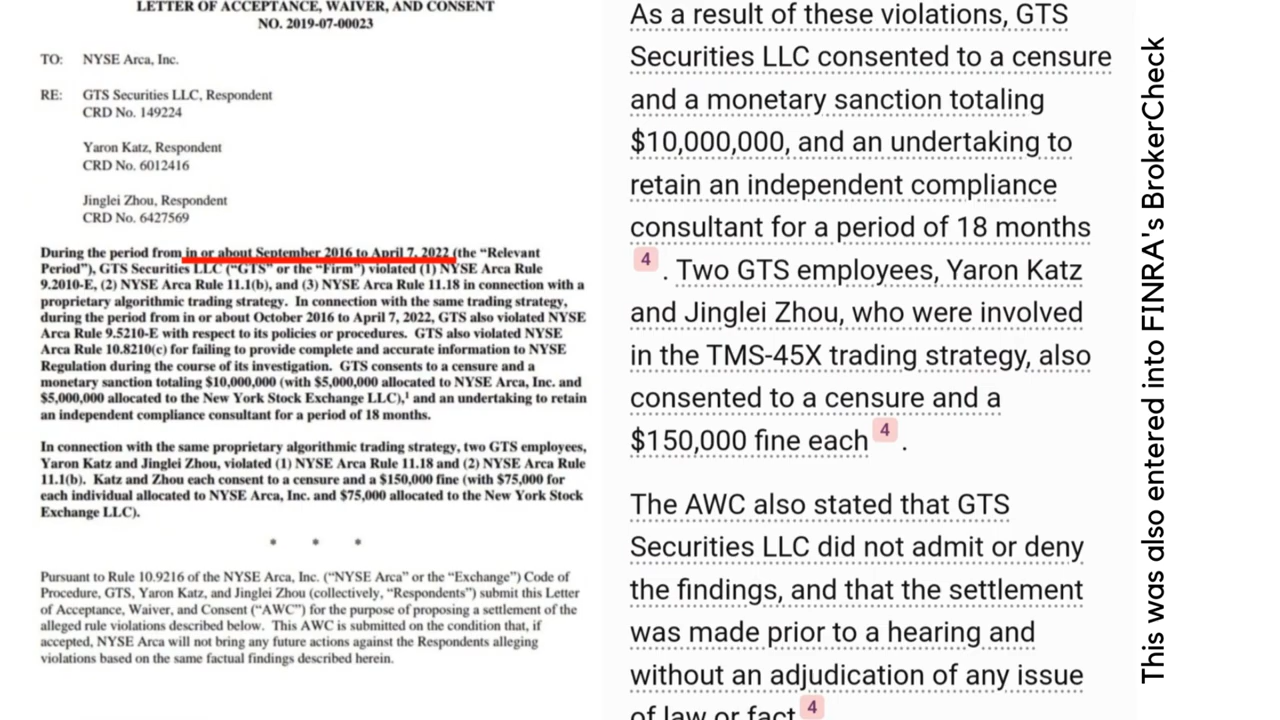 LETTER OF ACCEPTANCE, WAIVER, AND CONSENT
NO. 2019-07-00023
TO: NYSE Arca, Inc.
RE: GTS Securities LLC, Respondent
CRD No. 149224
Yaron Katz, Respondent
CRD No. 6012416
Jinglei Zhou, Respondent
CRD No. 6427569
During the period from in or about September 2016 to April 7, 2022 (the “Relevant
Period”), GTS Securities LLC (“GTS” or the “Firm”) violated (1) NYSE Arca Rule
9.2010-E, (2) NYSE Arca Rule 11.1(b), and (3) NYSE Arca Rule 11.18 in connection with a
proprietary algorithmic trading strategy. In connection with the same trading strategy,
during the period from in or about October 2016 to April 7, 2022, GTS also violated NYSE
Arca Rule 9.5210-E with respect to its policies or procedures. GTS also violated NYSE
Arca Rule 10.8210(c) for failing to provide complete and accurate information to NYSE
Regulation during the course of its investigation. GTS consents to a censure and a
monetary sanction totaling $10,000,000 (with $5,000,000 allocated to NYSE Arca, Inc. and
$5,000,000 allocated to the New York Stock Exchange LLC),¹ and an undertaking to retain
an independent compliance consultant for a period of 18 months.
In connection with the same proprietary algorithmic trading strategy, two GTS employees,
Yaron Katz and Jinglei Zhou, violated (1) NYSE Arca Rule 11.18 and (2) NYSE Arca Rule
11.1(b). Katz and Zhou each consent to a censure and a $150,000 fine (with $75,000 for
each individual allocated to NYSE Arca, Inc. and $75,000 allocated to the New York Stock
Exchange LLC).
* * *
Pursuant to Rule 10.9216 of the NYSE Arca, Inc. (“NYSE Arca” or the “Exchange”) Code of
Procedure, GTS, Yaron Katz, and Jinglei Zhou (collectively, “Respondents”) submit this Letter
of Acceptance, Waiver, and Consent (“AWC”) for the purpose of proposing a settlement of the
alleged rule violations described below. This AWC is submitted on the condition that, if
accepted, NYSE Arca will not bring any future actions against the Respondents alleging
violations based on the same factual findings described herein.
As a result of these violations, GTS
Securities LLC consented to a censure
and a monetary sanction totaling
$10,000,000, and an undertaking to
retain an independent compliance
consultant for a period of 18 months
4 . Two GTS employees, Yaron Katz
and Jinglei Zhou, who were involved
in the TMS-45X trading strategy, also
consented to a censure and a
$150,000 fine each 4 .
The AWC also stated that GTS
Securities LLC did not admit or deny
the findings, and that the settlement
was made prior to a hearing and
without an adjudication of any issue
of law or fact 4
This was also entered into FINRA's BrokerCheck